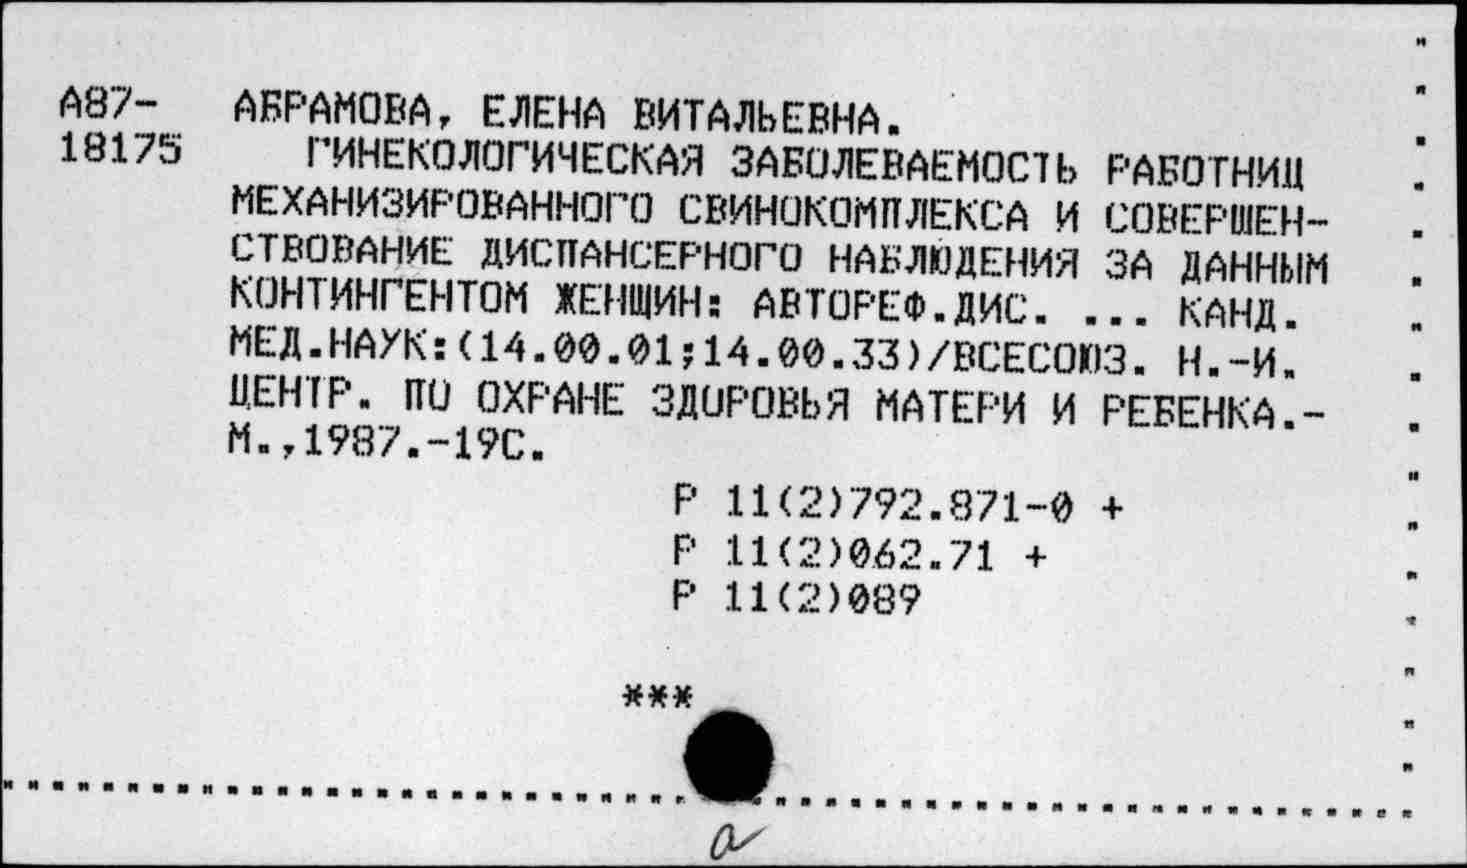 А87- АБРАМОВА, ЕЛЕНА ВИТАЛЬЕВНА.
18175 ГИНЕКОЛОГИЧЕСКАЯ ЗАБОЛЕВАЕМОСТЬ РАБОТНИЦ
МЕХАНИЗИРОВАННОГО СВИНОКОМПЛЕКСА И СОВЕРШЕН-
СТВОВАНИЕ ДИСПАНСЕРНОГО НАБЛЮДЕНИЯ ЗА ДАННЫМ
КОНТИНГЕНТОМ ЖЕНЩИН: АВТОРЕФ.ДИС. ... КАНД.
МЕД.НАУК:(14.00.01;14.00.33)/ВСЕСОЮЗ. Н.-И.
ЦЕНТР. ПО ОХРАНЕ ЗДОРОВЬЯ МАТЕРИ И РЕБЕНКА.-
М.,1987.-19С.
Р 11(2)792.871-0 +
Р 11(2)062.71 +
Р 11(2)089
***
а